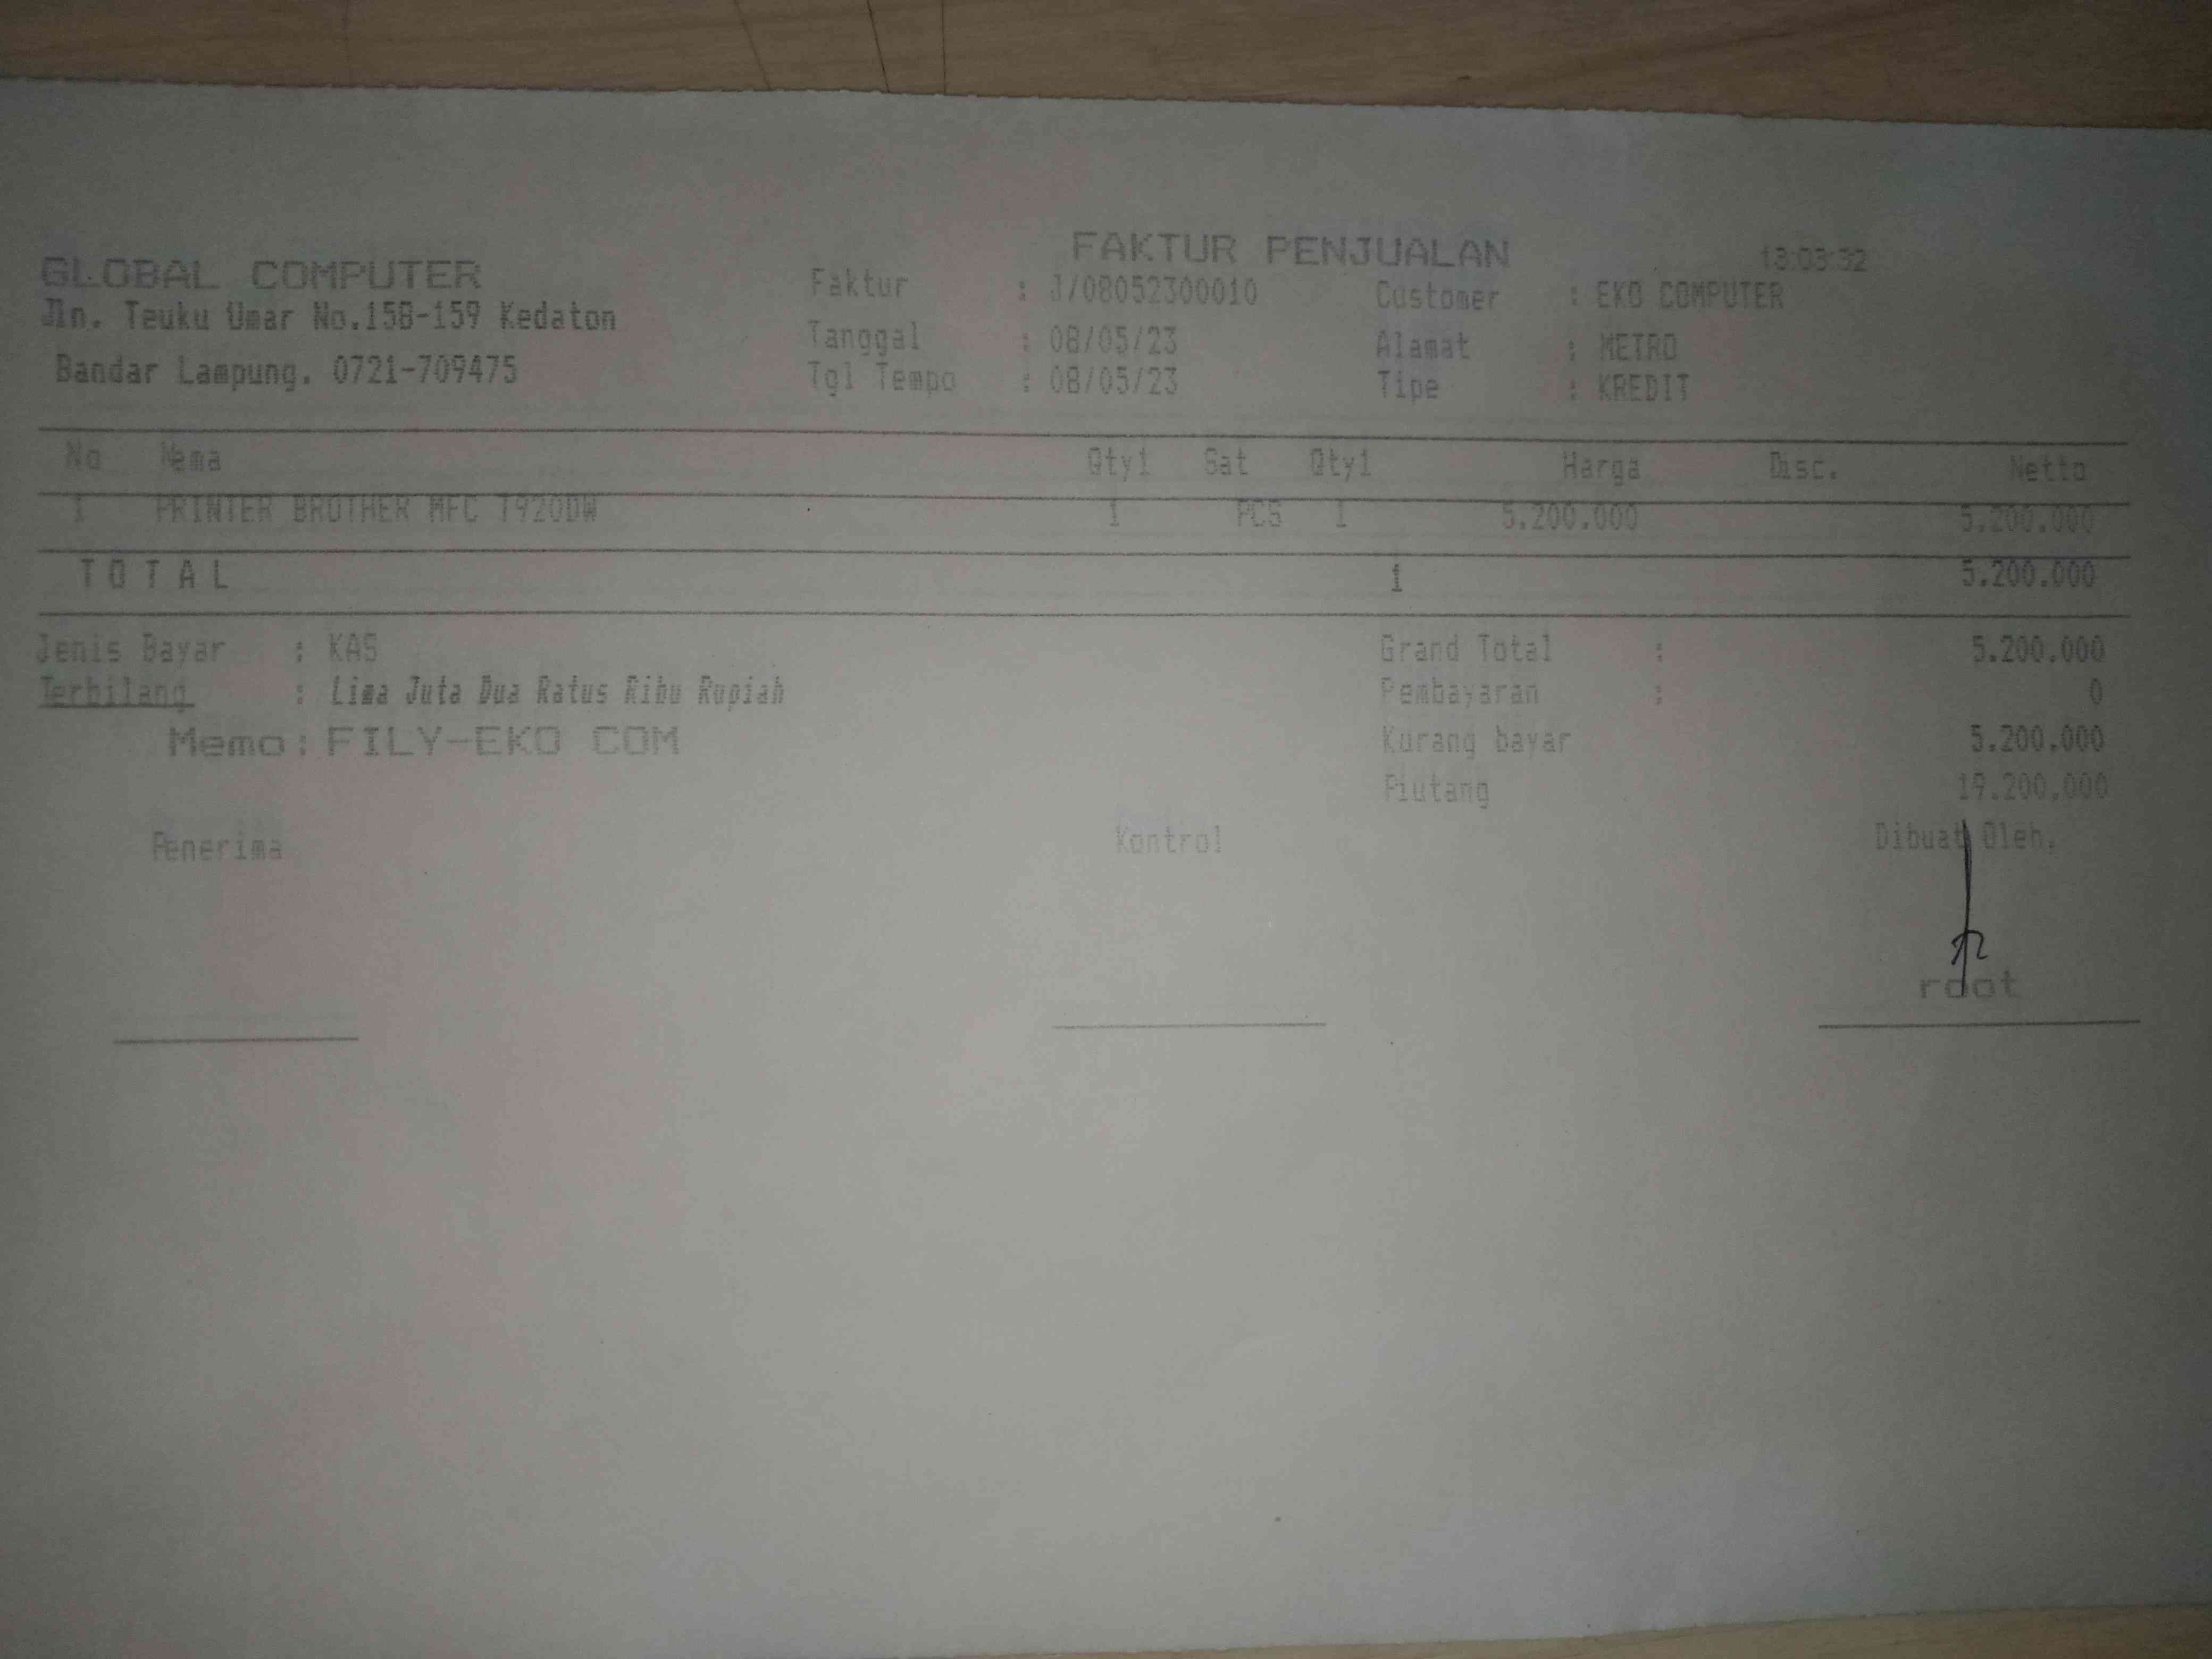 FAKTUR PENJUALAN 13:03:32
GLOBAL COMPUTER
Jln. Teuku Umar No.158-159 Kedaton
Bandar Lampung. 0721-709475
Faktur : J/08052300010
Tanggal : 08/05/23
Tgl Tempo : 08/05/23
Customer : EKO COMPUTER
Alamat : METRO
Tipe : KREDIT
No Nama Qty1 Sat Qty1 Harga Disc. Netto
1 PRINTER BROTHER MFC T920DW 1 PCS 1 5.200.000 5.200.000
T O T A L 1 5.200.000
Jenis Bayar : KAS
Terbilang : Lima Juta Dua Ratus Ribu Rupiah
Memo : FILY-EKO COM
Grand Total : 5.200.000
Pembayaran : 0
Kurang bayar 5.200.000
Piutang 19.200.000
Penerima Kontrol Dibuat Oleh.
root